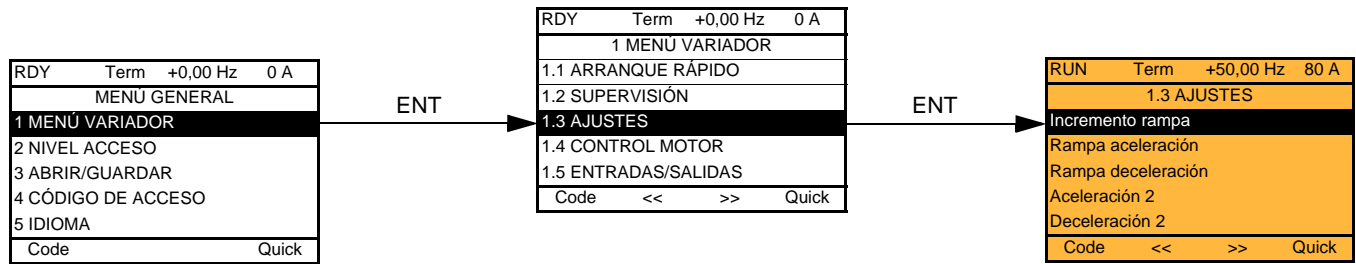 RDY Term +0,00 Hz 0 A
MENÚ GENERAL
1 MENÚ VARIADOR
2 NIVEL ACCESO
3 ABRIR/GUARDAR
4 CÓDIGO DE ACCESO
5 IDIOMA
Code Quick
ENT
RDY Term +0,00 Hz 0 A
1 MENÚ VARIADOR
1.1 ARRANQUE RÁPIDO
1.2 SUPERVISIÓN
1.3 AJUSTES
1.4 CONTROL MOTOR
1.5 ENTRADAS/SALIDAS
Code << >> Quick
ENT
RUN Term +50,00 Hz 80 A
1.3 AJUSTES
Incremento rampa
Rampa aceleración
Rampa deceleración
Aceleración 2
Deceleración 2
Code << >> Quick